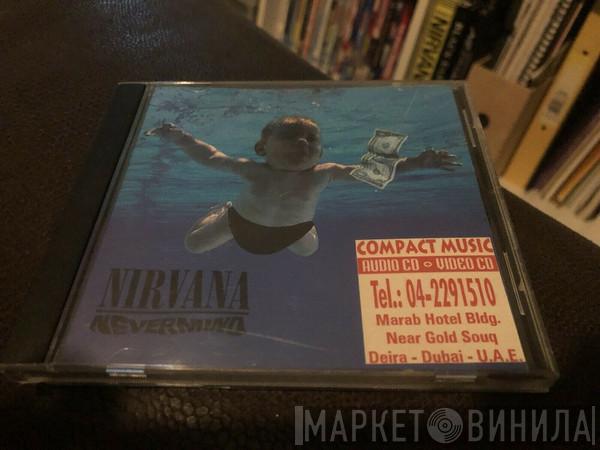 NIRVAN
NIRVANA
NEVERMIND
COMPACT MUSIC
AUDIO CD • VIDEO CD
Tel.: 04-2291510
Marab Hotel Bldg.
Near Gold Souq
Deira - Dubai - U.A.E.
МАРКЕТ ВИНИЛА